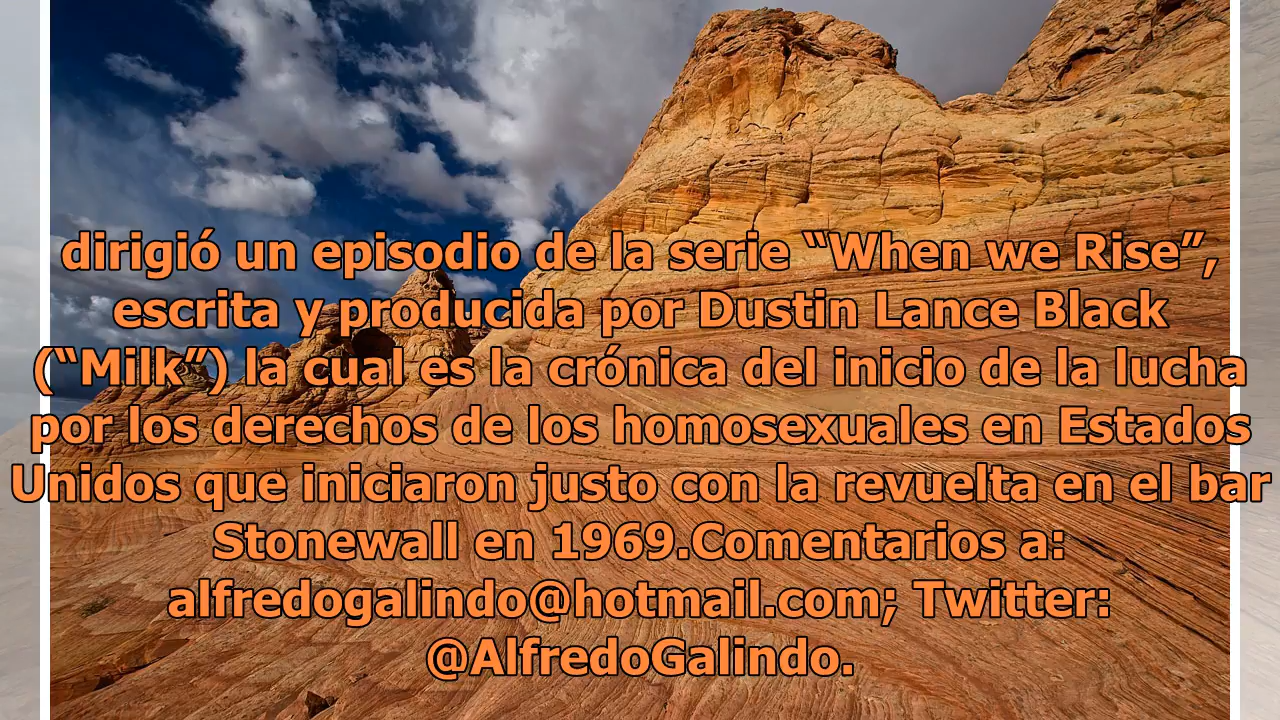 dirigió un episodio de la serie “When we Rise”,
escrita y producida por Dustin Lance Black
(“Milk”) la cual es la crónica del inicio de la lucha
por los derechos de los homosexuales en Estados
Unidos que iniciaron justo con la revuelta en el bar
Stonewall en 1969.Comentarios a:
alfredogalindo@hotmail.com; Twitter:
@AlfredoGalindo.